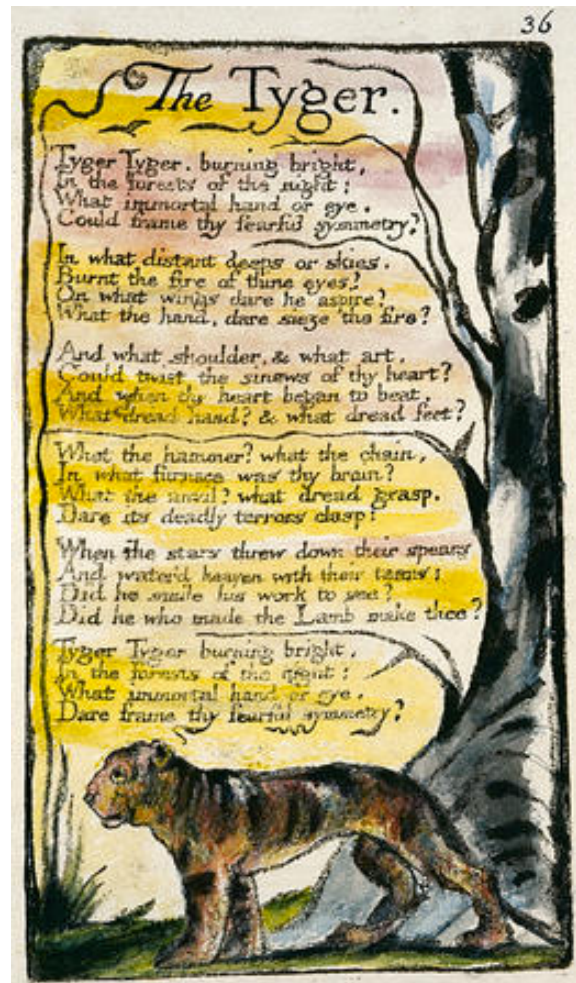 36
The Tyger.
Tyger Tyger. burning bright,
In the forests of the night;
What immortal hand or eye.
Could frame thy fearful symmetry?
In what distant deeps or skies.
Burnt the fire of thine eyes?
On what wings dare he aspire?
What the hand, dare sieze the fire?
And what shoulder, & what art,
Could twist the sinews of thy heart?
And when thy heart began to beat,
What dread hand? & what dread feet?
What the hammer? what the chain,
In what furnace was thy brain?
What the anvil? what dread grasp.
Dare its deadly terrors clasp!
When the stars threw down their spears
And water'd heaven with their tears:
Did he smile his work to see?
Did he who made the Lamb make thee?
Tyger Tyger burning bright,
In the forests of the night:
What immortal hand or eye.
Dare frame thy fearful symmetry?